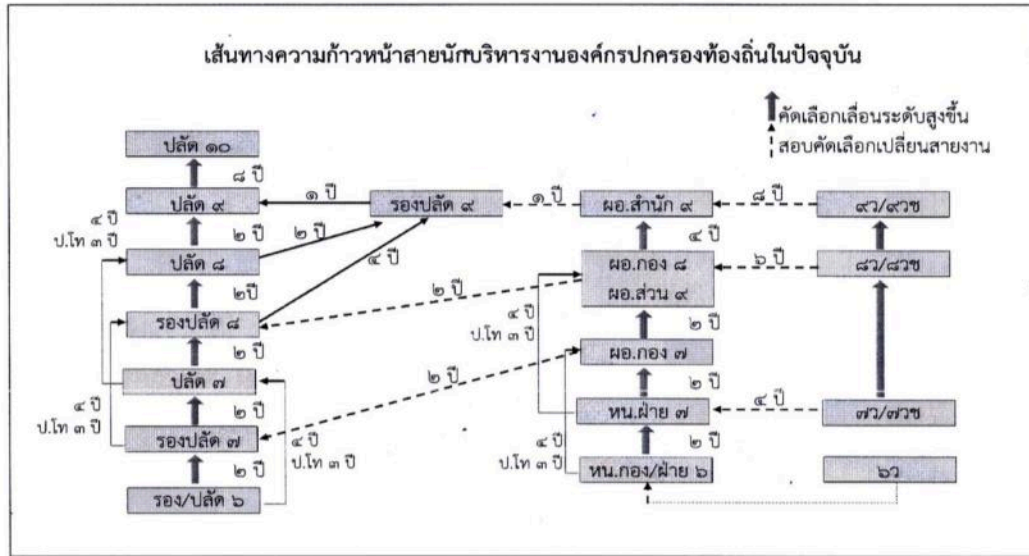 เส้นทางความก้าวหน้าสายนักบริหารงานองค์กรปกครองท้องถิ่นในปัจจุบัน
คัดเลือกเลื่อนระดับสูงขึ้น
สอบคัดเลือกเปลี่ยนสายงาน
ปลัด ๑๐
๘ ปี
ปลัด ๙
๑ ปี
รองปลัด ๙
๑ ปี
ผอ.สำนัก ๙
๘ ปี
๙ว/๙วช
๔ ปี
ป.โท ๓ ปี
๒ ปี
๒ ปี
๔ ปี
๔ ปี
ปลัด ๘
ผอ.กอง ๘
ผอ.ส่วน ๙
๖ ปี
๘ว/๘วช
๒ปี
๒ ปี
รองปลัด ๘
๔ ปี
ป.โท ๓ ปี
๒ ปี
๒ ปี
ผอ.กอง ๗
ปลัด ๗
๒ ปี
๒ ปี
๔ ปี
ป.โท ๓ ปี
๒ ปี
หน.ฝ่าย ๗
๔ ปี
๗ว/๗วช
รองปลัด ๗
๔ ปี
ป.โท ๓ ปี
๒ ปี
๔ ปี
ป.โท ๓ ปี
๒ ปี
หน.กอง/ฝ่าย ๖
๖ว
รอง/ปลัด ๖